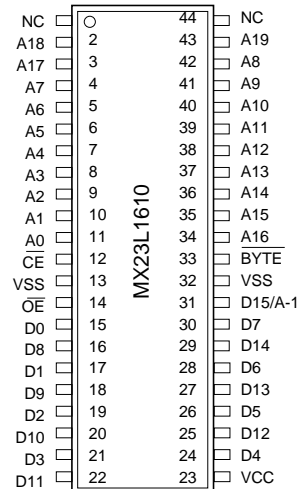 NC 44 NC
A18 2 43 A19
A17 3 42 A8
A7 4 41 A9
A6 5 40 A10
A5 6 39 A11
A4 7 38 A12
A3 8 37 A13
A2 9 36 A14
A1 10 35 A15
A0 11 34 A16
C̅E̅ 12 33 B̅Y̅T̅E̅
VSS 13 32 VSS
O̅E̅ 14 31 D15/A-1
D0 15 30 D7
D8 16 29 D14
D1 17 28 D6
D9 18 27 D13
D2 19 26 D5
D10 20 25 D12
D3 21 24 D4
D11 22 23 VCC
MX23L1610